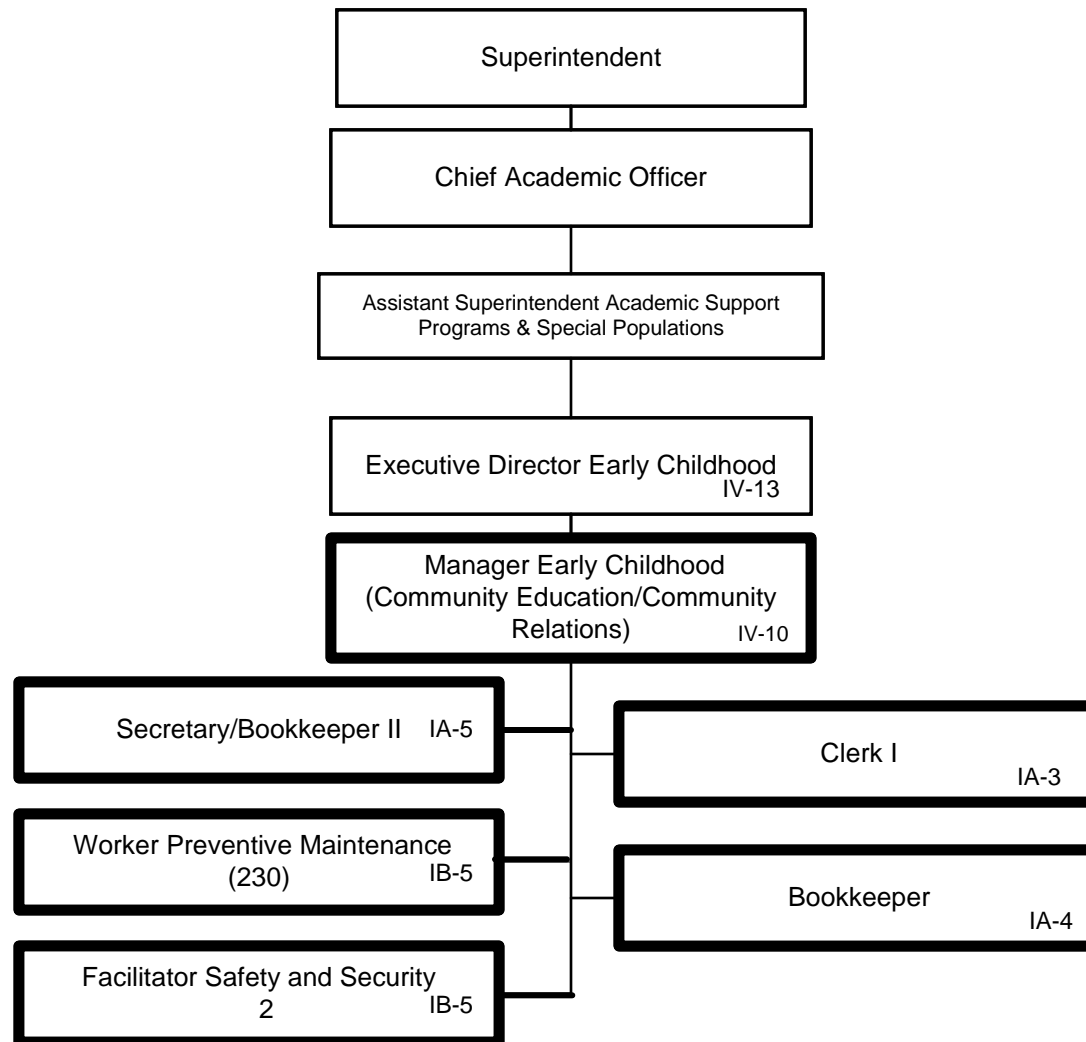 Superintendent
Chief Academic Officer
Assistant Superintendent Academic Support
Programs & Special Populations
Executive Director Early Childhood
IV-13
Manager Early Childhood
(Community Education/Community
Relations)
IV-10
Secretary/Bookkeeper II
IA-5
Clerk I
IA-3
Worker Preventive Maintenance
(230)
IB-5
Bookkeeper
IA-4
Facilitator Safety and Security
2
IB-5